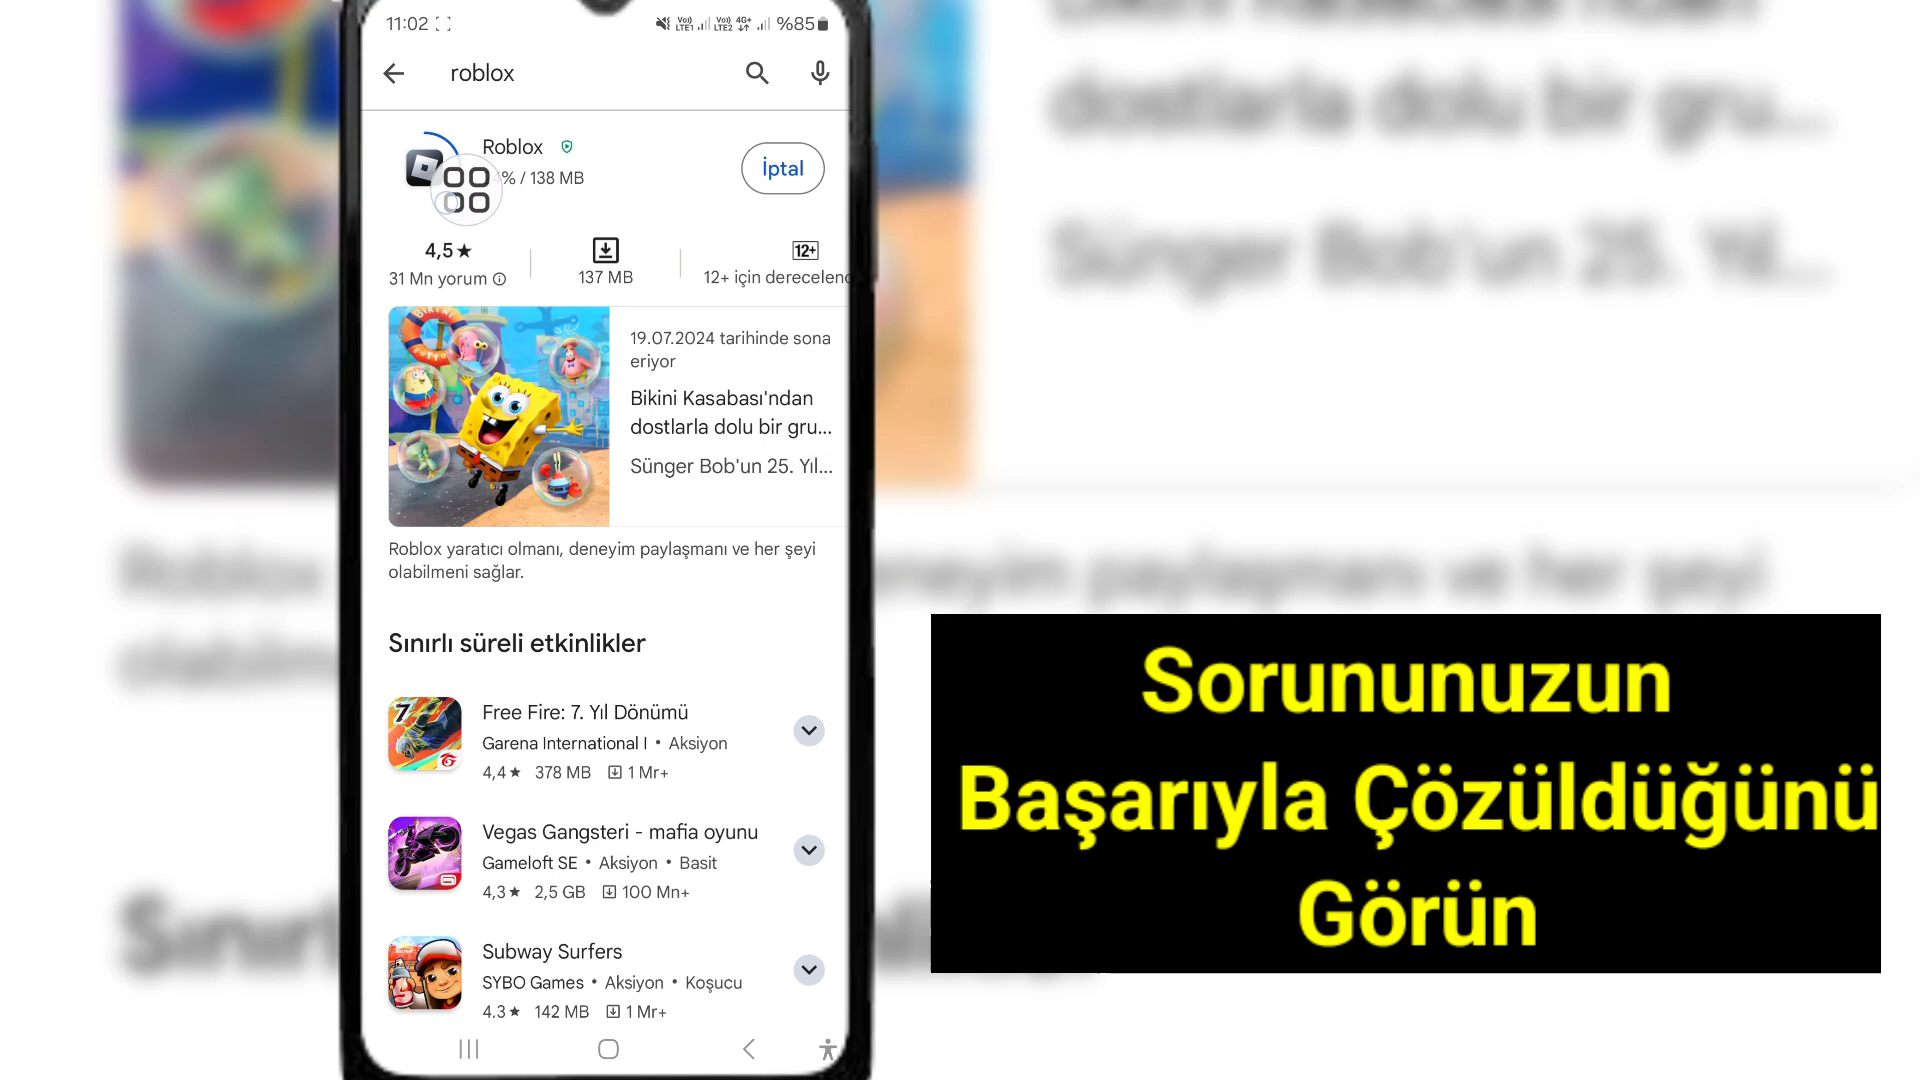 11:02
Vo)) LTE1 Vo)) LTE2 4G+ %85
roblox
Roblox
% / 138 MB
İptal
4,5★
31 Mn yorum
137 MB
12+
12+ için derecelend
19.07.2024 tarihinde sona
eriyor
Bikini Kasabası'ndan
dostlarla dolu bir gru...
Sünger Bob'un 25. Yıl...
Roblox yaratıcı olmanı, deneyim paylaşmanı ve her şeyi
olabilmeni sağlar.
Sınırlı süreli etkinlikler
Free Fire: 7. Yıl Dönümü
Garena International I • Aksiyon
4,4★ 378 MB 1 Mr+
Vegas Gangsteri - mafia oyunu
Gameloft SE • Aksiyon • Basit
4,3★ 2,5 GB 100 Mn+
Subway Surfers
SYBO Games • Aksiyon • Koşucu
4.3★ 142 MB 1 Mr+
Sorununuzun
Başarıyla Çözüldüğünü
Görün